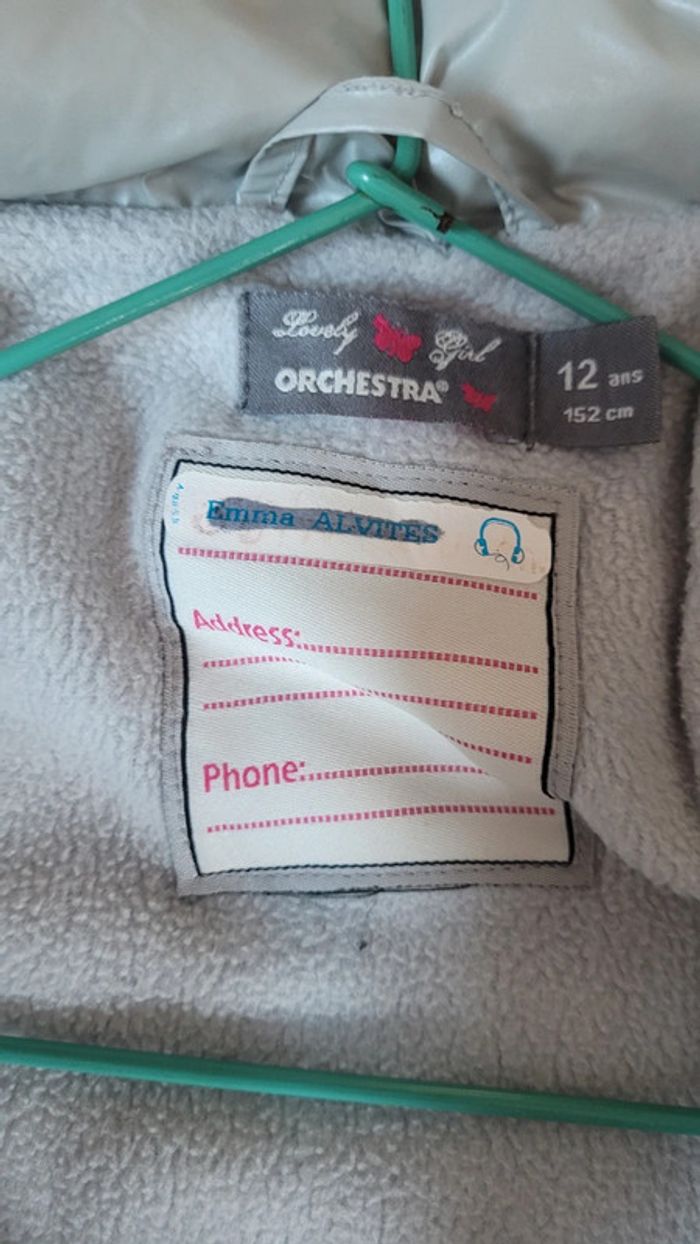 Lovely Girl
ORCHESTRA®
12 ans
152 cm
Emma ALVITES
Address:
Phone: